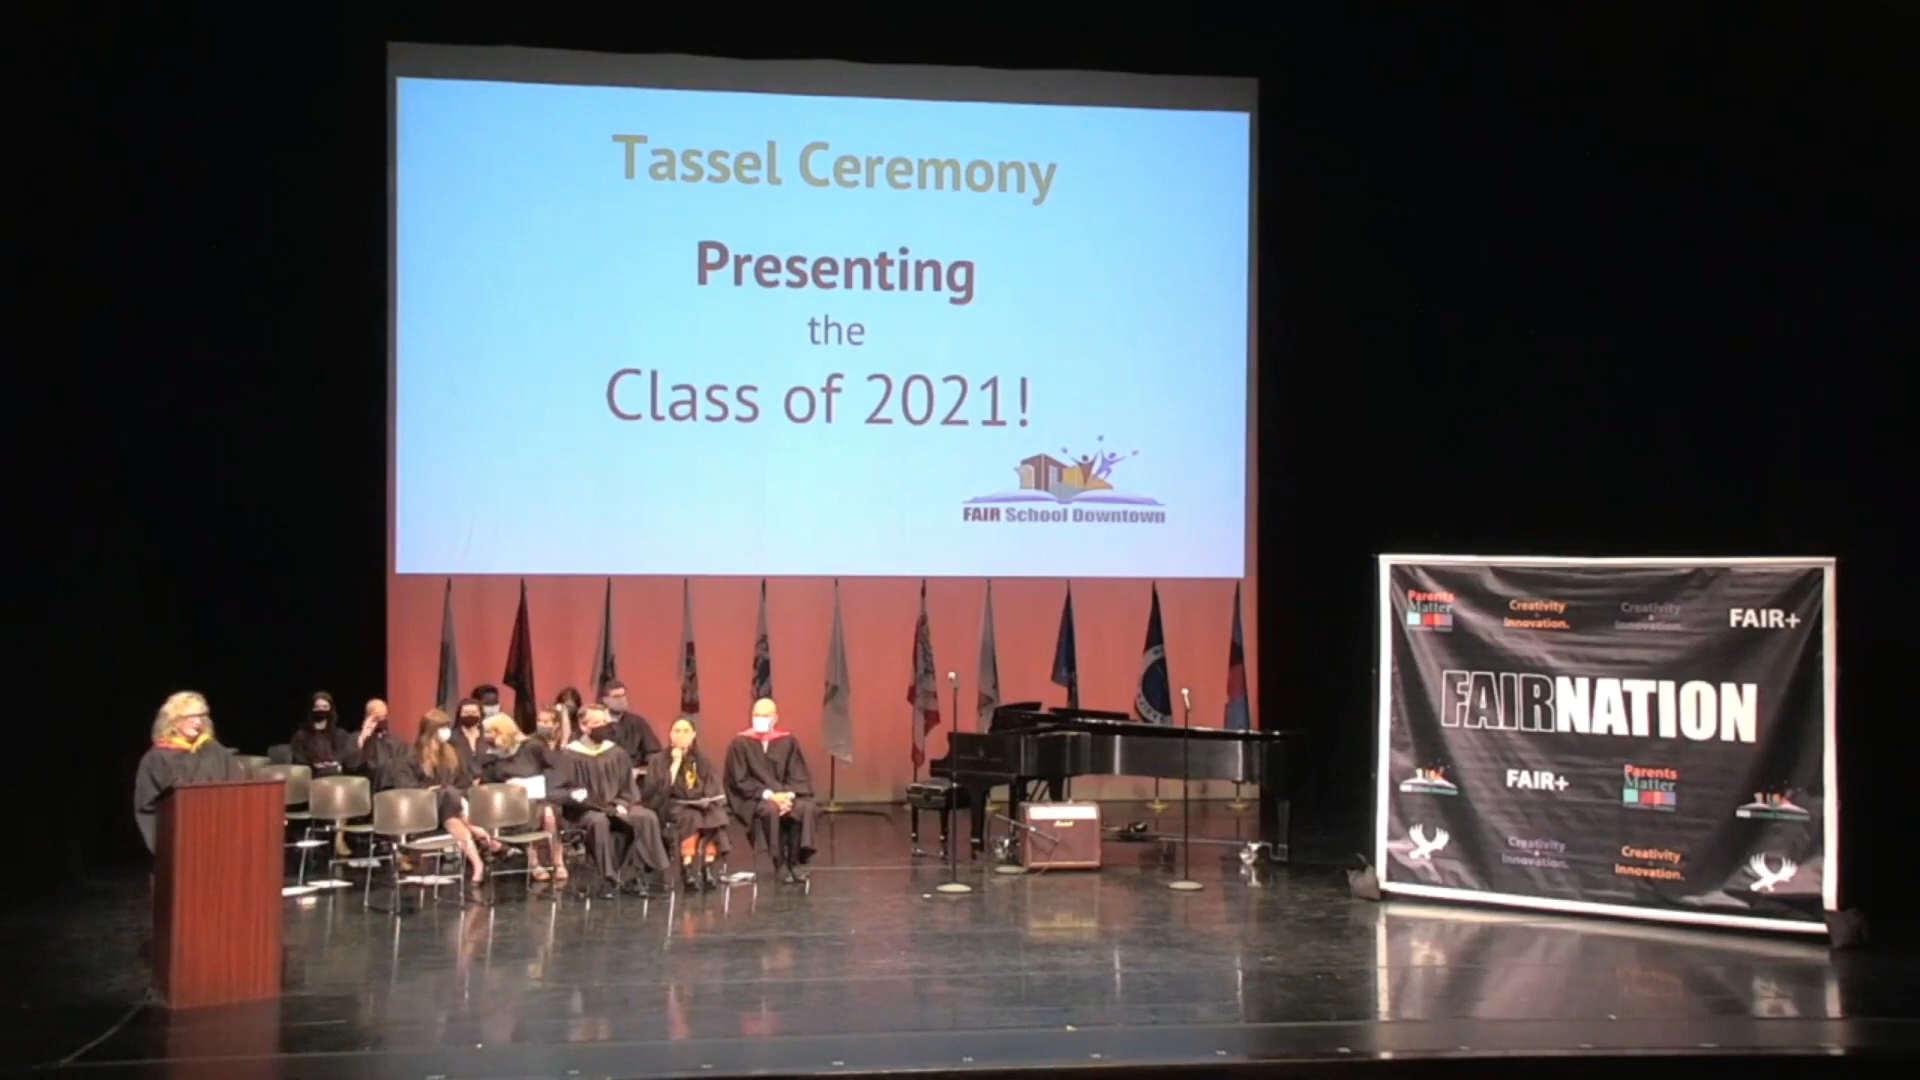 Tassel Ceremony
Presenting
the
Class of 2021!
FAIR School Downtown
Parents
Matter
Creativity
Innovation.
Creativity
Innovation.
FAIR+
FAIRNATION
FAIR+
Parents
Matter
Creativity
Innovation.
Creativity
Innovation.